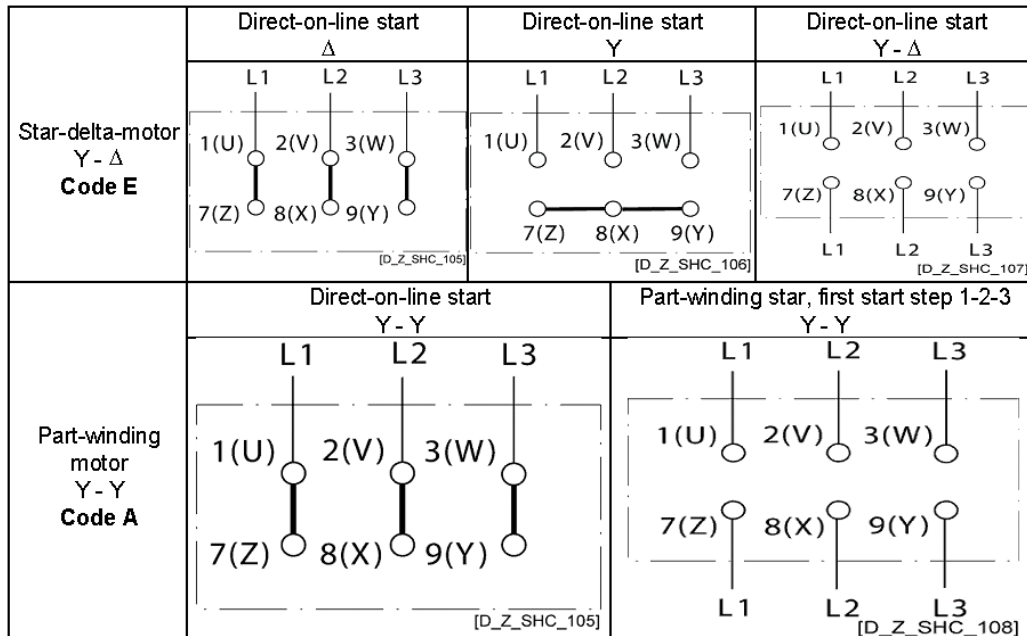 Direct-on-line start
Δ
Direct-on-line start
Y
Direct-on-line start
Y - Δ
Star-delta-motor
Y - Δ
Code E
L1 L2 L3
1(U) 2(V) 3(W)
7(Z) 8(X) 9(Y)
[D_Z_SHC_105]
L1 L2 L3
1(U) 2(V) 3(W)
7(Z) 8(X) 9(Y)
[D_Z_SHC_106]
L1 L2 L3
1(U) 2(V) 3(W)
7(Z) 8(X) 9(Y)
L1 L2 L3
[D_Z_SHC_107]
Direct-on-line start
Y - Y
Part-winding star, first start step 1-2-3
Y - Y
Part-winding
motor
Y - Y
Code A
L1 L2 L3
1(U) 2(V) 3(W)
7(Z) 8(X) 9(Y)
[D_Z_SHC_105]
L1 L2 L3
1(U) 2(V) 3(W)
7(Z) 8(X) 9(Y)
L1 L2 L3
[D_Z_SHC_108]